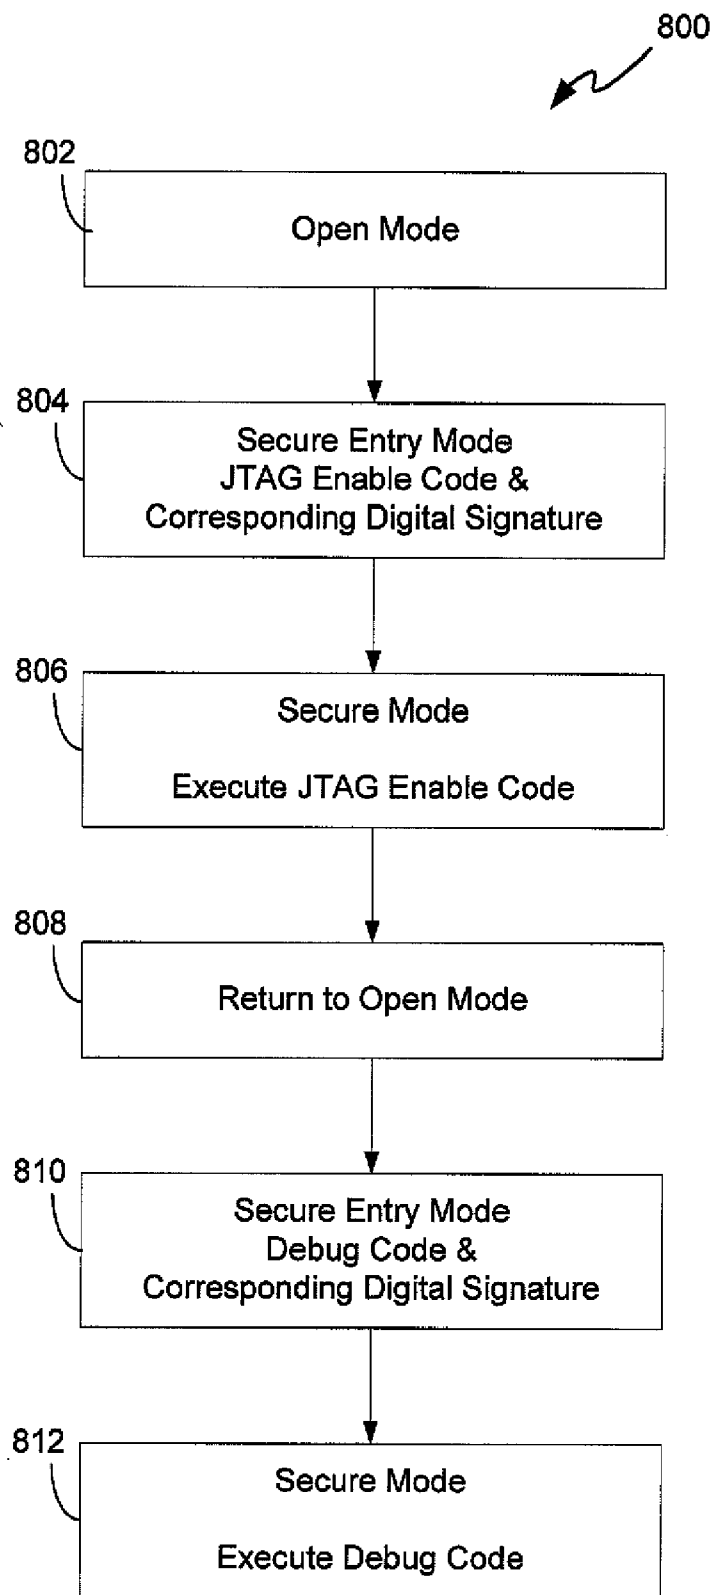 800
802
Open Mode
804
Secure Entry Mode
JTAG Enable Code &
Corresponding Digital Signature
806
Secure Mode
Execute JTAG Enable Code
808
Return to Open Mode
810
Secure Entry Mode
Debug Code &
Corresponding Digital Signature
812
Secure Mode
Execute Debug Code